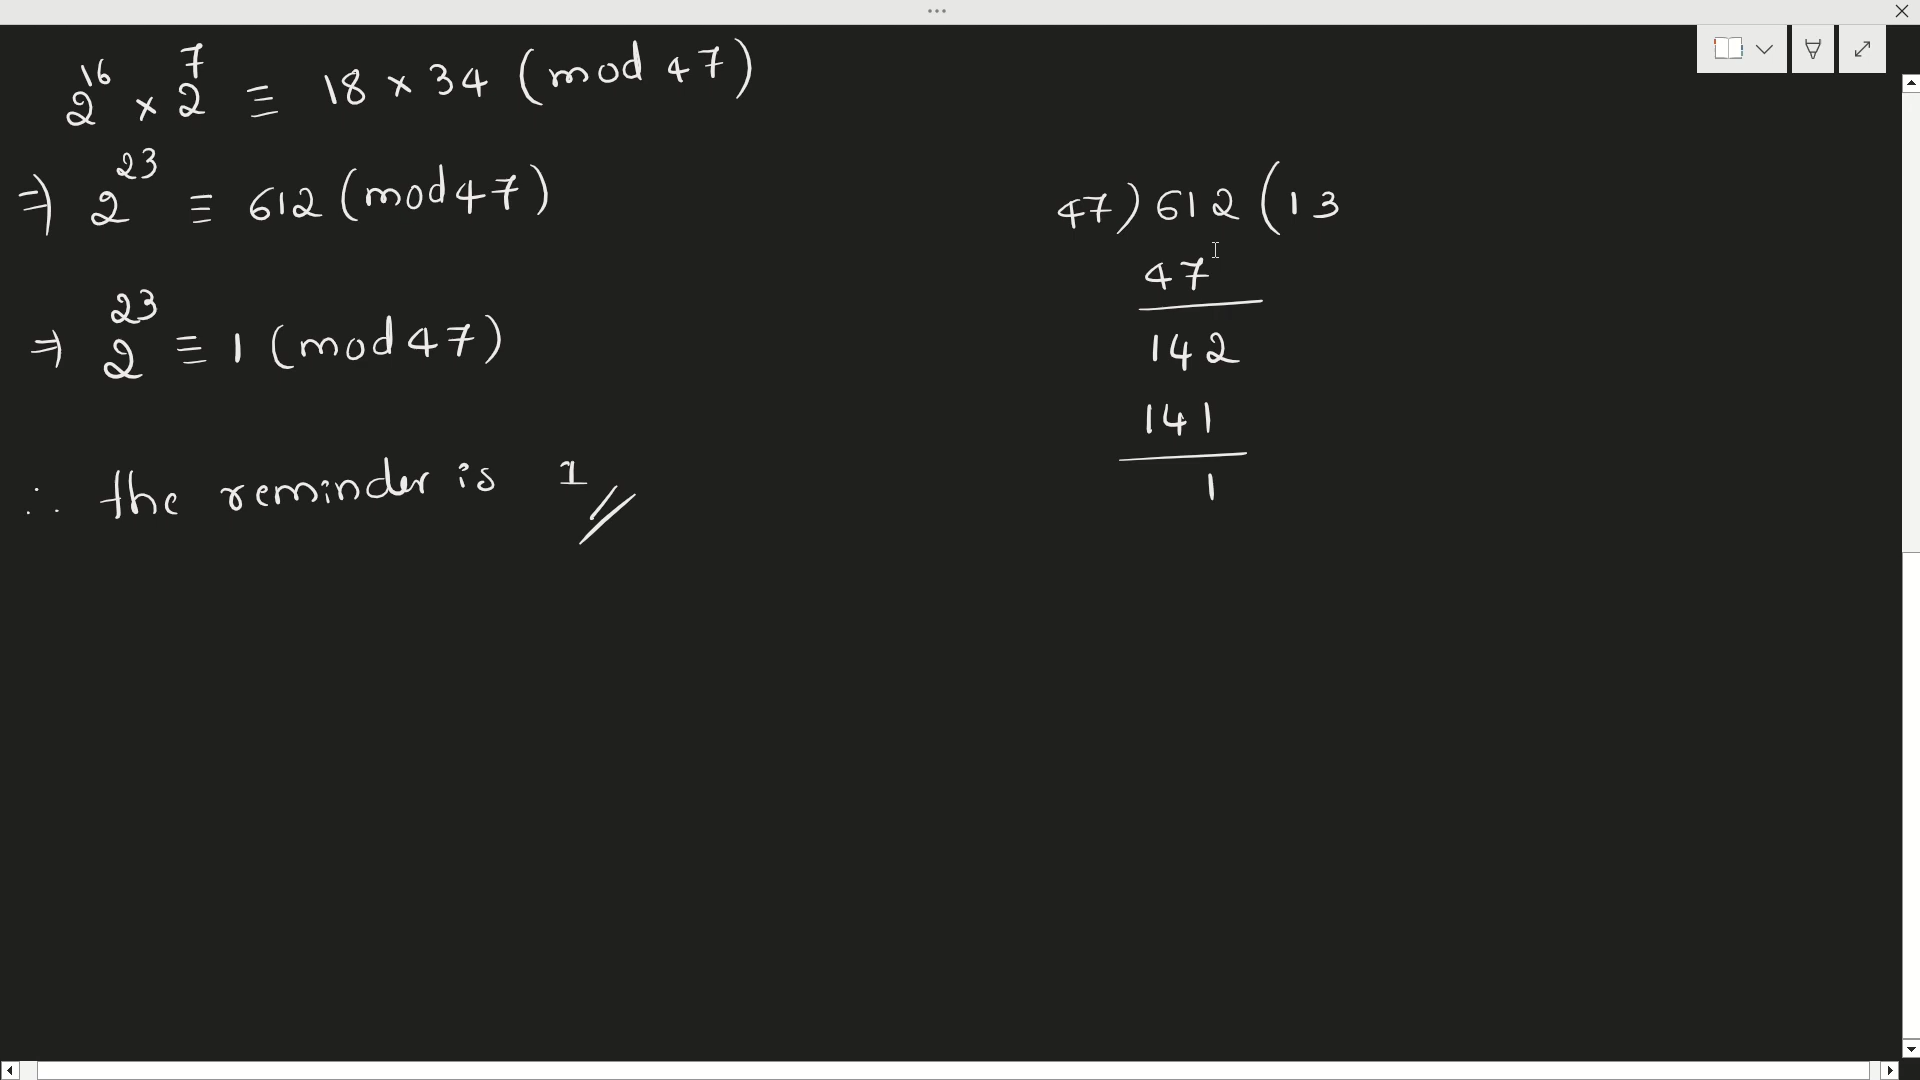 2^16 × 2^7 ≡ 18 × 34 (mod 47)
⇒ 2^23 ≡ 612 (mod 47)
⇒ 2^23 ≡ 1 (mod 47)
∴ the reminder is 1
47) 612 (13
47
142
141
1